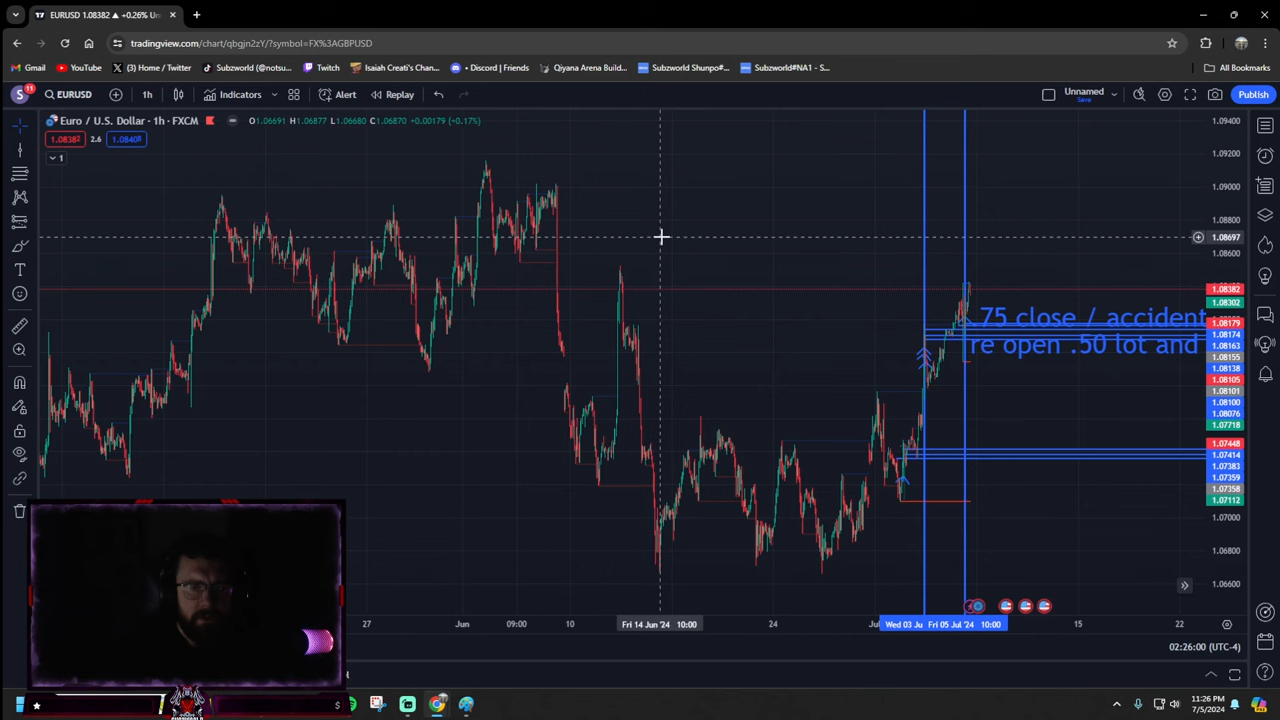 EURUSD 1.08382 ▲ +0.26% Un
tradingview.com/chart/qbgjn2zY/?symbol=FX%3AGBPUSD
Gmail
YouTube
(3) Home / Twitter
Subzworld (@notsu...
Twitch
Isaiah Creati's Chan...
Discord | Friends
Qiyana Arena Build...
Subzworld Shunpo#...
Subzworld#NA1 - S...
All Bookmarks
S
11
EURUSD
1h
Indicators
Alert
Replay
Unnamed
Save
Publish
Euro / U.S. Dollar · 1h · FXCM
O1.06691 H1.06877 L1.06680 C1.06870 +0.00179 (+0.17%)
1.08382
2.6
1.08408
1
1.09400
1.09200
1.09000
1.08800
1.08697
1.08600
1.08382
1.08302
1.08179
1.08174
1.08163
1.08155
1.08138
1.08105
1.08101
1.08100
1.08076
1.07718
1.07448
1.07414
1.07383
1.07359
1.07358
1.07112
1.07000
1.06800
1.06600
.75 close / accident
re open .50 lot and
27
Jun
09:00
10
Fri 14 Jun '24 10:00
24
Jul
Wed 03 Ju
Fri 05 Jul '24 10:00
15
22
02:26:00 (UTC-4)
11:26 PM
7/5/2024